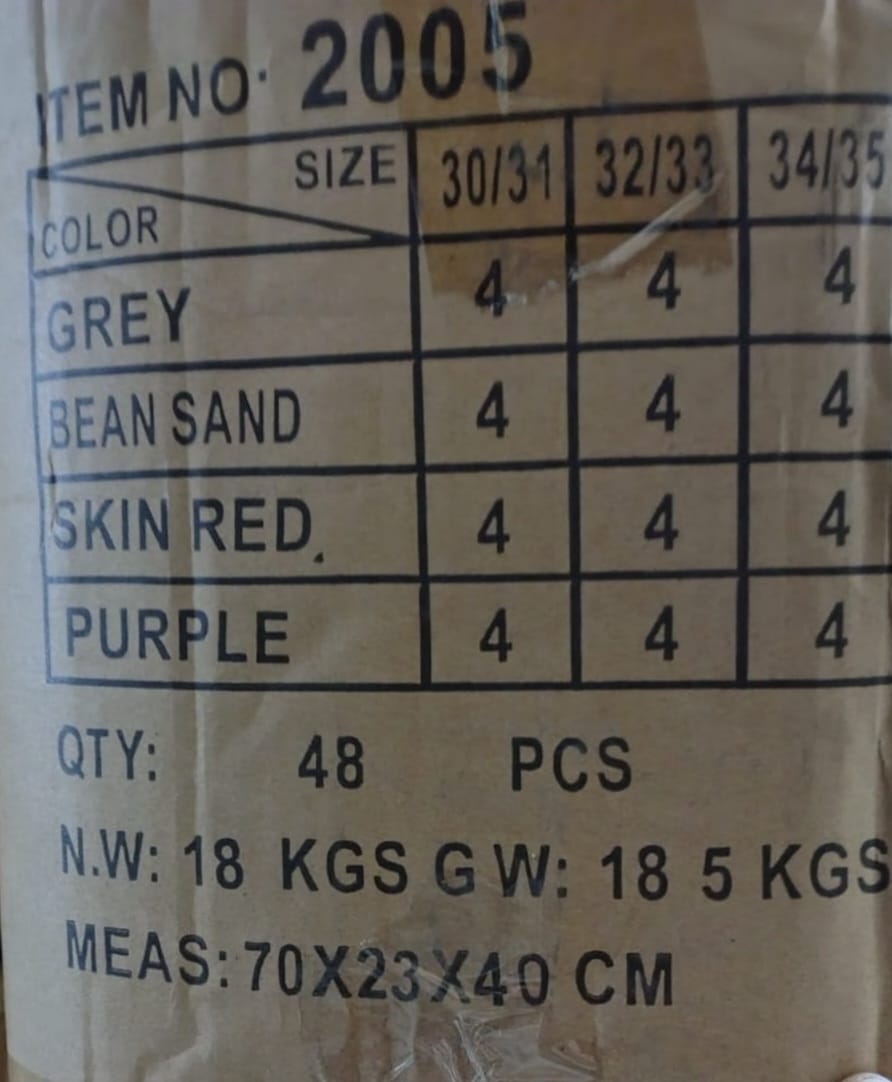 ITEM NO. 2005
SIZE 30/31 32/33 34/35
COLOR
GREY 4 4 4
BEAN SAND 4 4 4
SKIN RED. 4 4 4
PURPLE 4 4 4
QTY: 48 PCS
N.W: 18 KGS G W: 18 5 KGS
MEAS: 70X23X40 CM